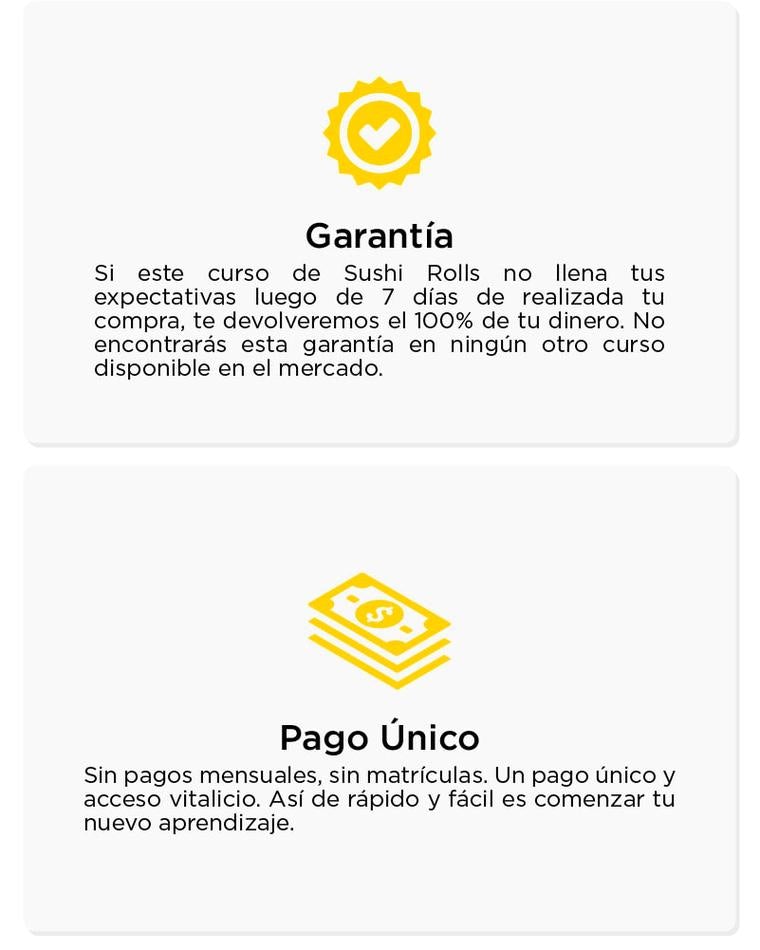 Garantía
Si este curso de Sushi Rolls no llena tus
expectativas luego de 7 días de realizada tu
compra, te devolveremos el 100% de tu dinero. No
encontrarás esta garantía en ningún otro curso
disponible en el mercado.
Pago Único
Sin pagos mensuales, sin matrículas. Un pago único y
acceso vitalicio. Así de rápido y fácil es comenzar tu
nuevo aprendizaje.